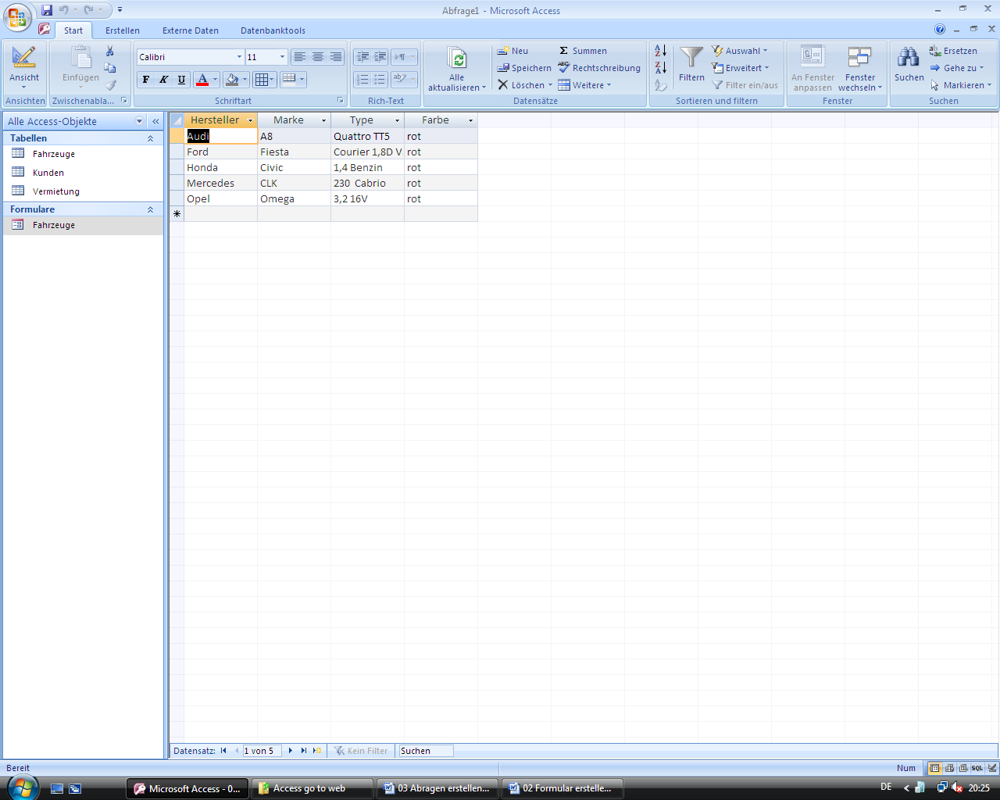 Abfrage1 - Microsoft Access
Start Erstellen Externe Daten Datenbanktools
Ansicht
Ansichten
Einfügen
Zwischenabla...
Calibri 11
F K U A
Schriftart
Rich-Text
Alle
aktualisieren
Neu
Speichern
Löschen
Σ Summen
Rechtschreibung
Weitere
Datensätze
Filtern
Auswahl
Erweitert
Filter ein/aus
Sortieren und filtern
An Fenster
anpassen
Fenster
wechseln
Fenster
Suchen
Ersetzen
Gehe zu
Markieren
Suchen
Alle Access-Objekte
Tabellen
Fahrzeuge
Kunden
Vermietung
Formulare
Fahrzeuge
Hersteller Marke Type Farbe
Audi A8 Quattro TT5 rot
Ford Fiesta Courier 1,8D V rot
Honda Civic 1,4 Benzin rot
Mercedes CLK 230 Cabrio rot
Opel Omega 3,2 16V rot
Datensatz: 1 von 5 Kein Filter Suchen
Bereit Num SQL
Microsoft Access - 0... Access go to web 03 Abragen erstellen... 02 Formular erstelle... DE 20:25